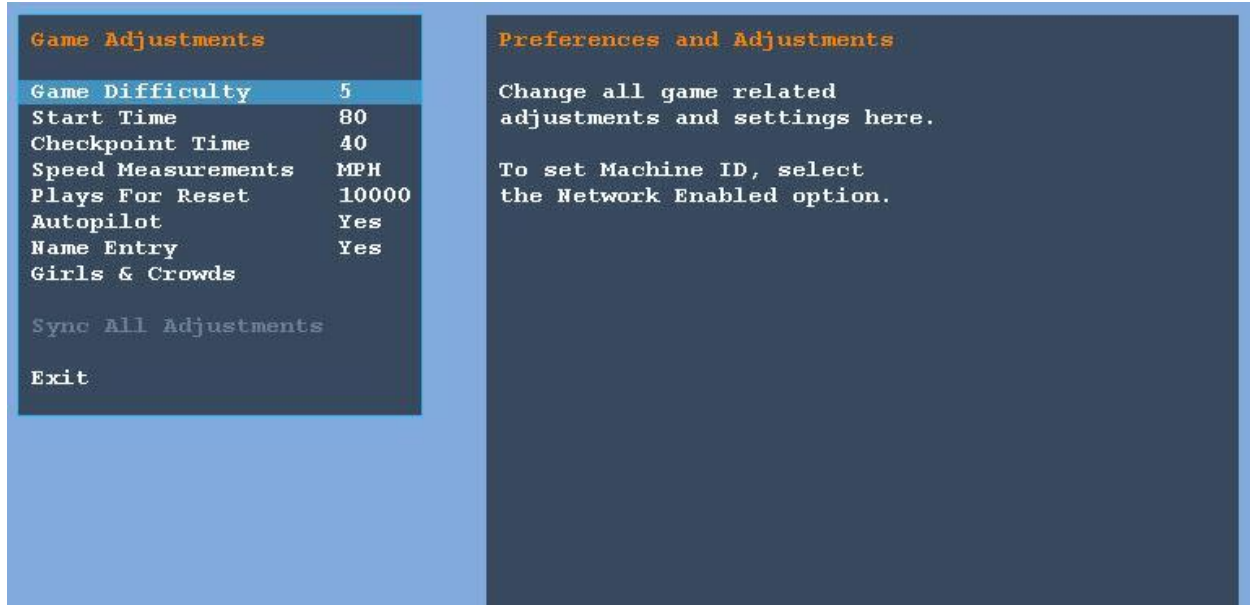 Game Adjustments
Game Difficulty 5
Start Time 80
Checkpoint Time 40
Speed Measurements MPH
Plays For Reset 10000
Autopilot Yes
Name Entry Yes
Girls & Crowds
Sync All Adjustments
Exit
Preferences and Adjustments
Change all game related
adjustments and settings here.
To set Machine ID, select
the Network Enabled option.